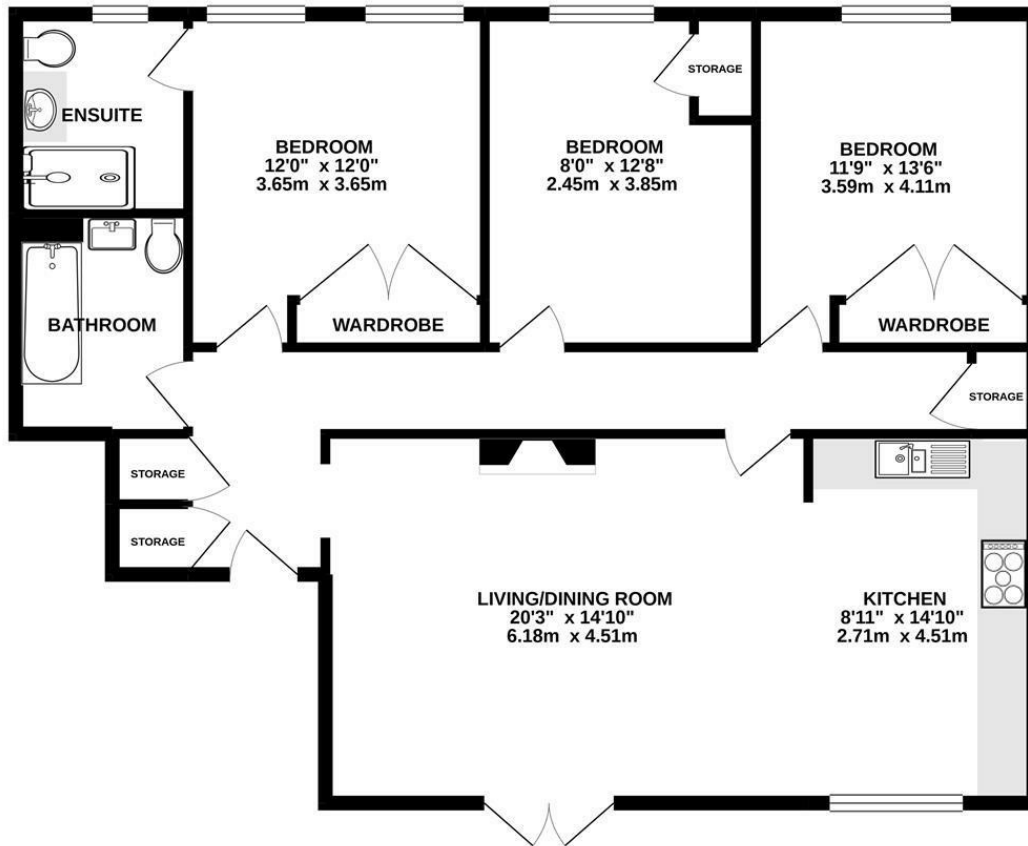 STORAGE
ENSUITE
BEDROOM
12'0" x 12'0"
3.65m x 3.65m
BEDROOM
8'0" x 12'8"
2.45m x 3.85m
BEDROOM
11'9" x 13'6"
3.59m x 4.11m
BATHROOM
WARDROBE
WARDROBE
STORAGE
STORAGE
STORAGE
LIVING/DINING ROOM
20'3" x 14'10"
6.18m x 4.51m
KITCHEN
8'11" x 14'10"
2.71m x 4.51m